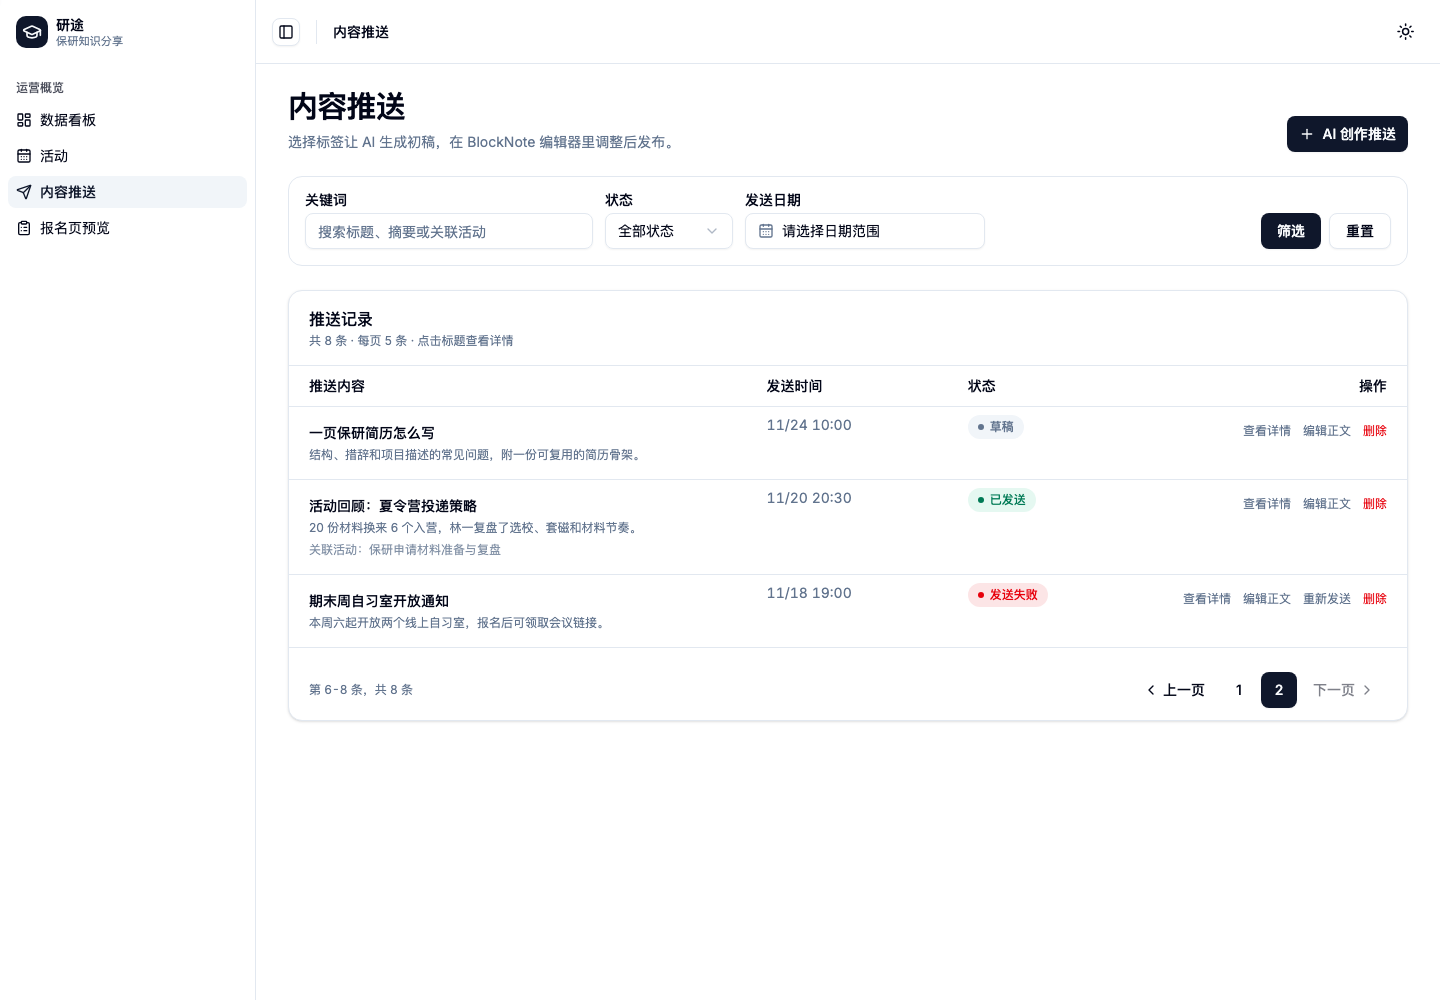 研途
保研知识分享
运营概览
数据看板
活动
内容推送
报名页预览
内容推送
内容推送
选择标签让 AI 生成初稿，在 BlockNote 编辑器里调整后发布。
AI 创作推送
关键词
状态
发送日期
搜索标题、摘要或关联活动
全部状态
请选择日期范围
筛选
重置
推送记录
共 8 条 · 每页 5 条 · 点击标题查看详情
推送内容
发送时间
状态
操作
一页保研简历怎么写
结构、措辞和项目描述的常见问题，附一份可复用的简历骨架。
11/24 10:00
草稿
查看详情 编辑正文 删除
活动回顾：夏令营投递策略
20 份材料换来 6 个入营，林一复盘了选校、套磁和材料节奏。
关联活动：保研申请材料准备与复盘
11/20 20:30
已发送
查看详情 编辑正文 删除
期末周自习室开放通知
本周六起开放两个线上自习室，报名后可领取会议链接。
11/18 19:00
发送失败
查看详情 编辑正文 重新发送 删除
第 6-8 条，共 8 条
上一页 1 2 下一页